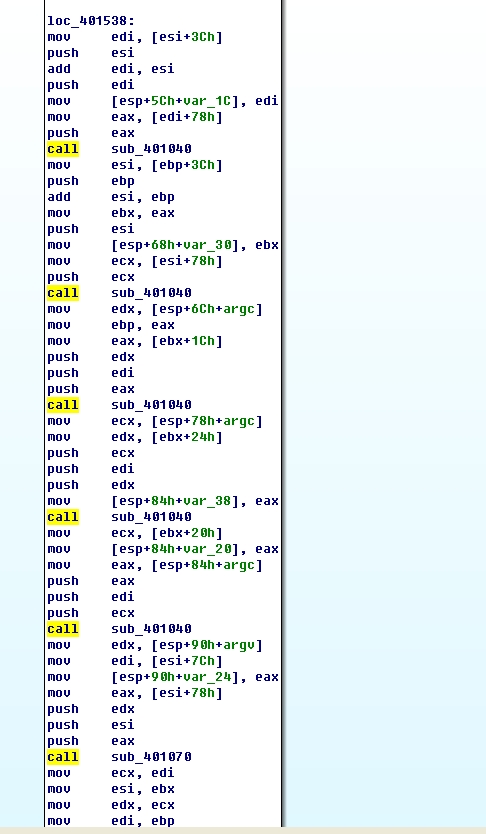 loc_401538:
mov edi, [esi+3Ch]
push esi
add edi, esi
push edi
mov [esp+5Ch+var_1C], edi
mov eax, [edi+78h]
push eax
call sub_401040
mov esi, [ebp+3Ch]
push ebp
add esi, ebp
mov ebx, eax
push esi
mov [esp+68h+var_30], ebx
mov ecx, [esi+78h]
push ecx
call sub_401040
mov edx, [esp+6Ch+argc]
mov ebp, eax
mov eax, [ebx+1Ch]
push edx
push edi
push eax
call sub_401040
mov ecx, [esp+78h+argc]
mov edx, [ebx+24h]
push ecx
push edi
push edx
mov [esp+84h+var_38], eax
call sub_401040
mov ecx, [ebx+20h]
mov [esp+84h+var_20], eax
mov eax, [esp+84h+argc]
push eax
push edi
push ecx
call sub_401040
mov edx, [esp+90h+argv]
mov edi, [esi+7Ch]
mov [esp+90h+var_24], eax
mov eax, [esi+78h]
push edx
push esi
push eax
call sub_401070
mov ecx, edi
mov esi, ebx
mov edx, ecx
mov edi, ebp